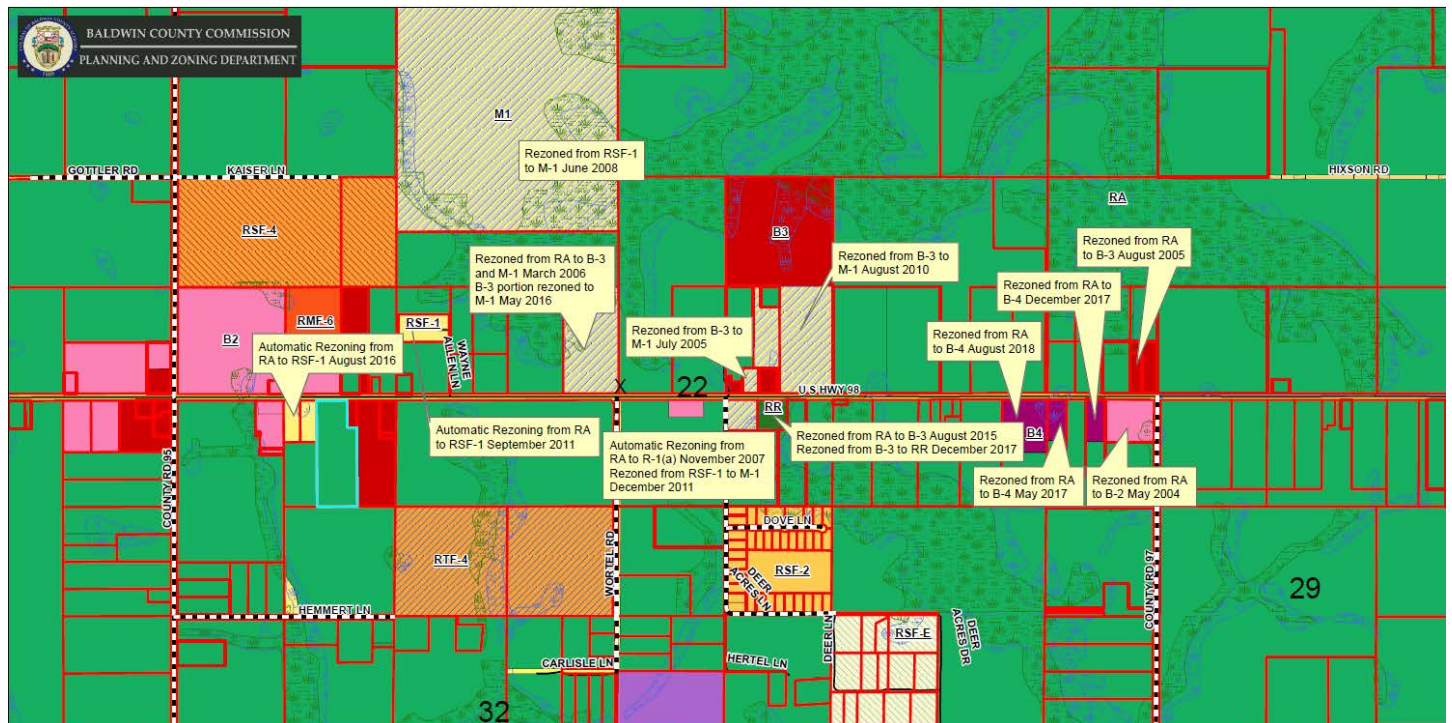 BALDWIN COUNTY COMMISSION
PLANNING AND ZONING DEPARTMENT
M1
Rezoned from RSF-1
to M-1 June 2008
GOTTLER RD
KAISER LN
HIXSON RD
RA
RSF-4
B3
Rezoned from RA to B-3
and M-1 March 2006
B-3 portion rezoned to
M-1 May 2016
Rezoned from B-3 to
M-1 August 2010
Rezoned from RA
to B-3 August 2005
Rezoned from RA to
B-4 December 2017
RMF-6
RSF-1
B2
Automatic Rezoning from
RA to RSF-1 August 2016
WAYNE
ALLEN LN
Rezoned from B-3 to
M-1 July 2005
Rezoned from RA
to B-4 August 2018
X
22
U S HWY 98
RR
B4
Automatic Rezoning from RA
to RSF-1 September 2011
Automatic Rezoning from
RA to R-1(a) November 2007
Rezoned from RSF-1 to M-1
December 2011
Rezoned from RA to B-3 August 2015
Rezoned from B-3 to RR December 2017
Rezoned from RA
to B-4 May 2017
Rezoned from RA
to B-2 May 2004
COUNTY RD 95
WORTEL RD
DOVE LN
RTF-4
RSF-2
DEER
ACRES LN
COUNTY RD 97
29
HEMMERT LN
RSF-E
DEER LN
DEER
ACRES DR
CARLISLE LN
HERTEL LN
32